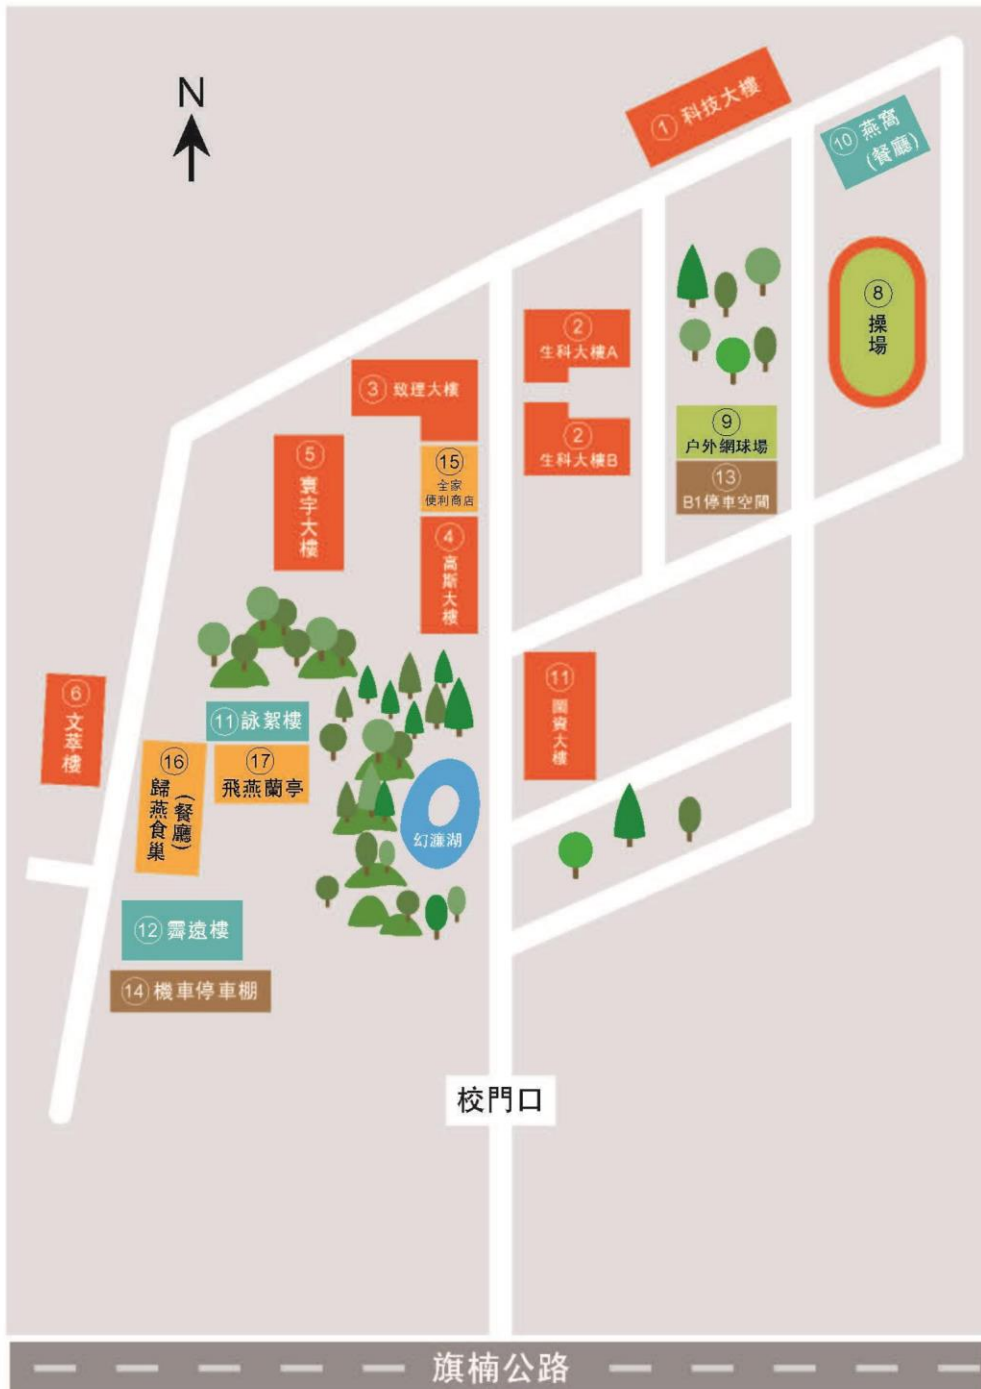 N
① 科技大樓
⑩ 燕窩
(餐廳)
⑧
操場
②
生科大樓A
③ 致理大樓
②
生科大樓B
⑨
户外網球場
⑬
B1停車空間
⑤
寰宇大樓
⑮
全家
便利商店
④
高斯大樓
⑥
文萃樓
⑪ 詠絮樓
⑪
圖資大樓
⑯
歸燕食巢
(餐廳)
⑰
飛燕蘭亭
幻濂湖
⑫ 霽遠樓
⑭ 機車停車棚
校門口
旗楠公路